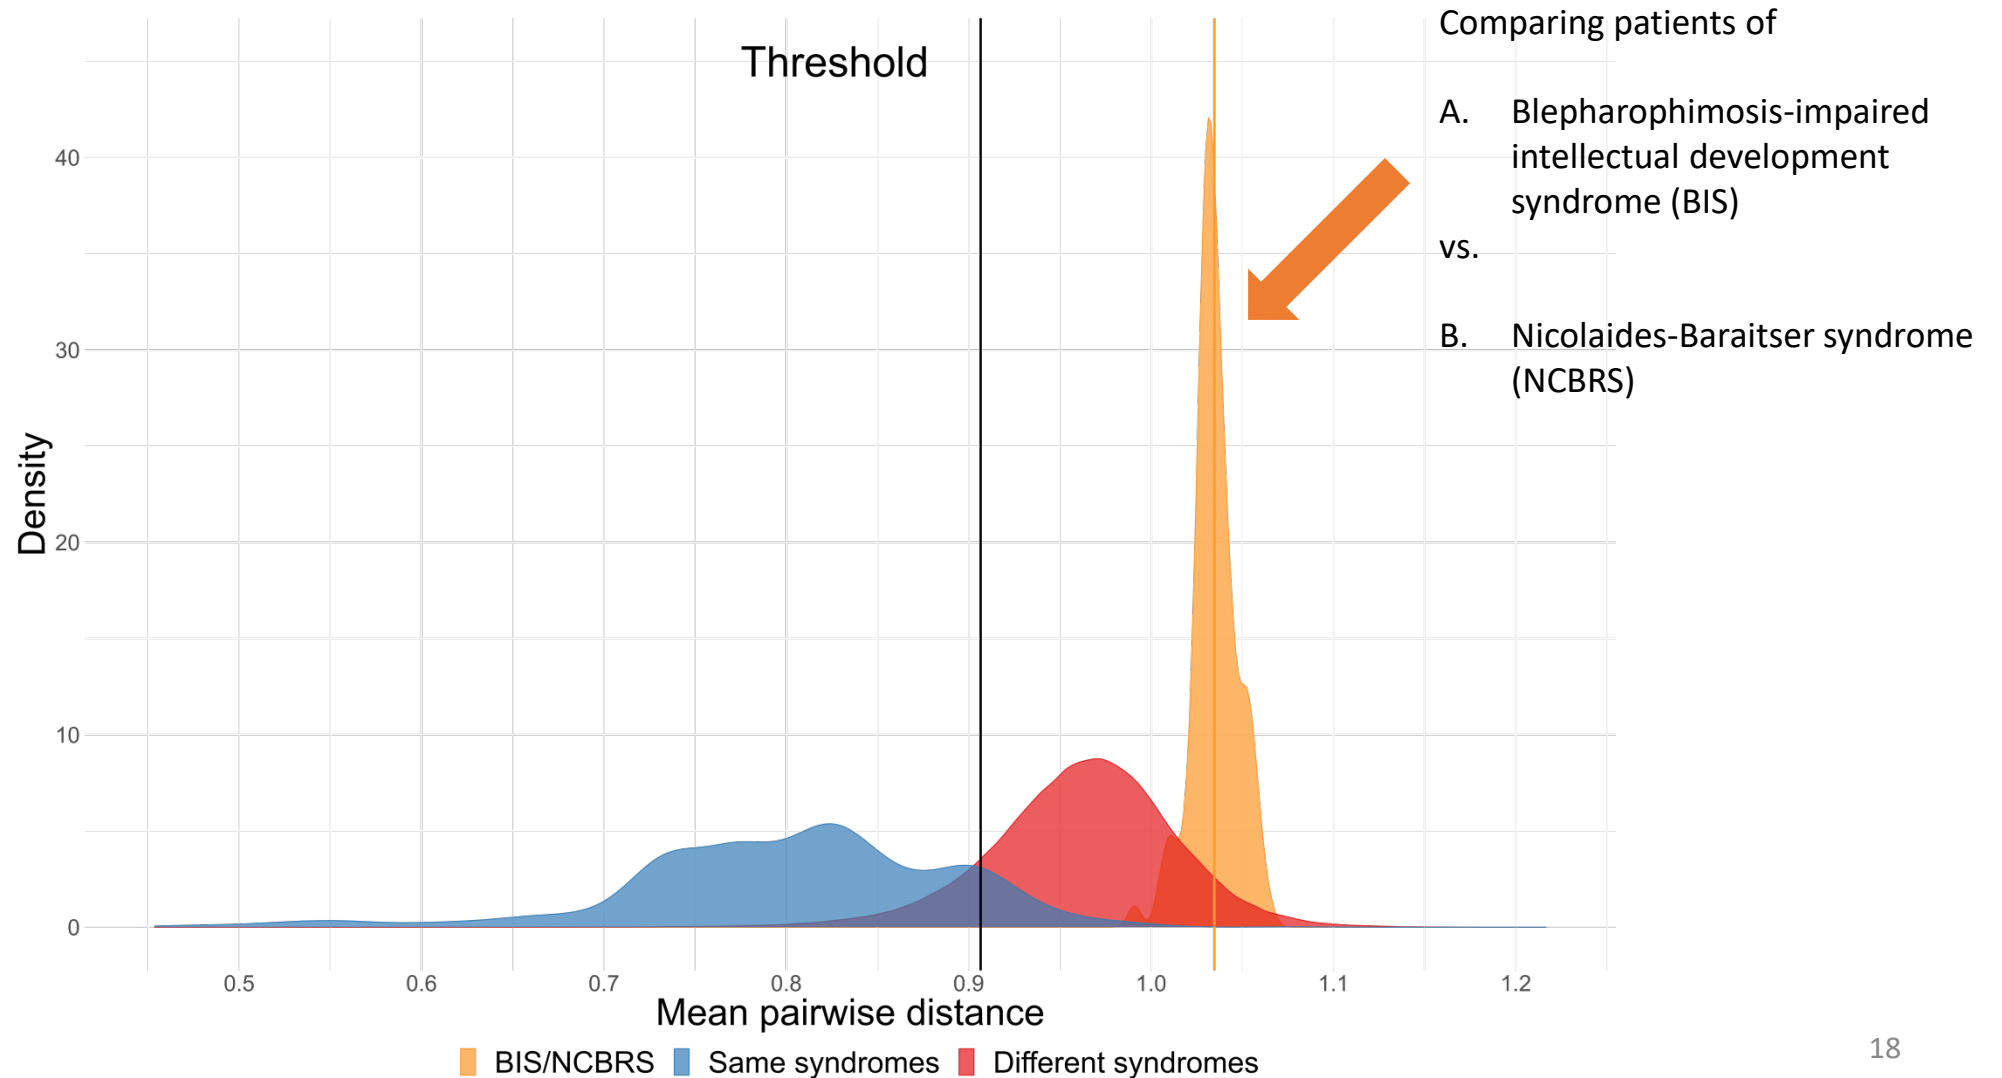 Comparing patients of
Threshold
A. Blepharophimosis-impaired
intellectual development
syndrome (BIS)
vs.
B. Nicolaides-Baraitser syndrome
(NCBRS)
Density
40
30
20
10
0
0.5 0.6 0.7 0.8 0.9 1.0 1.1 1.2
Mean pairwise distance
BIS/NCBRS Same syndromes Different syndromes
18